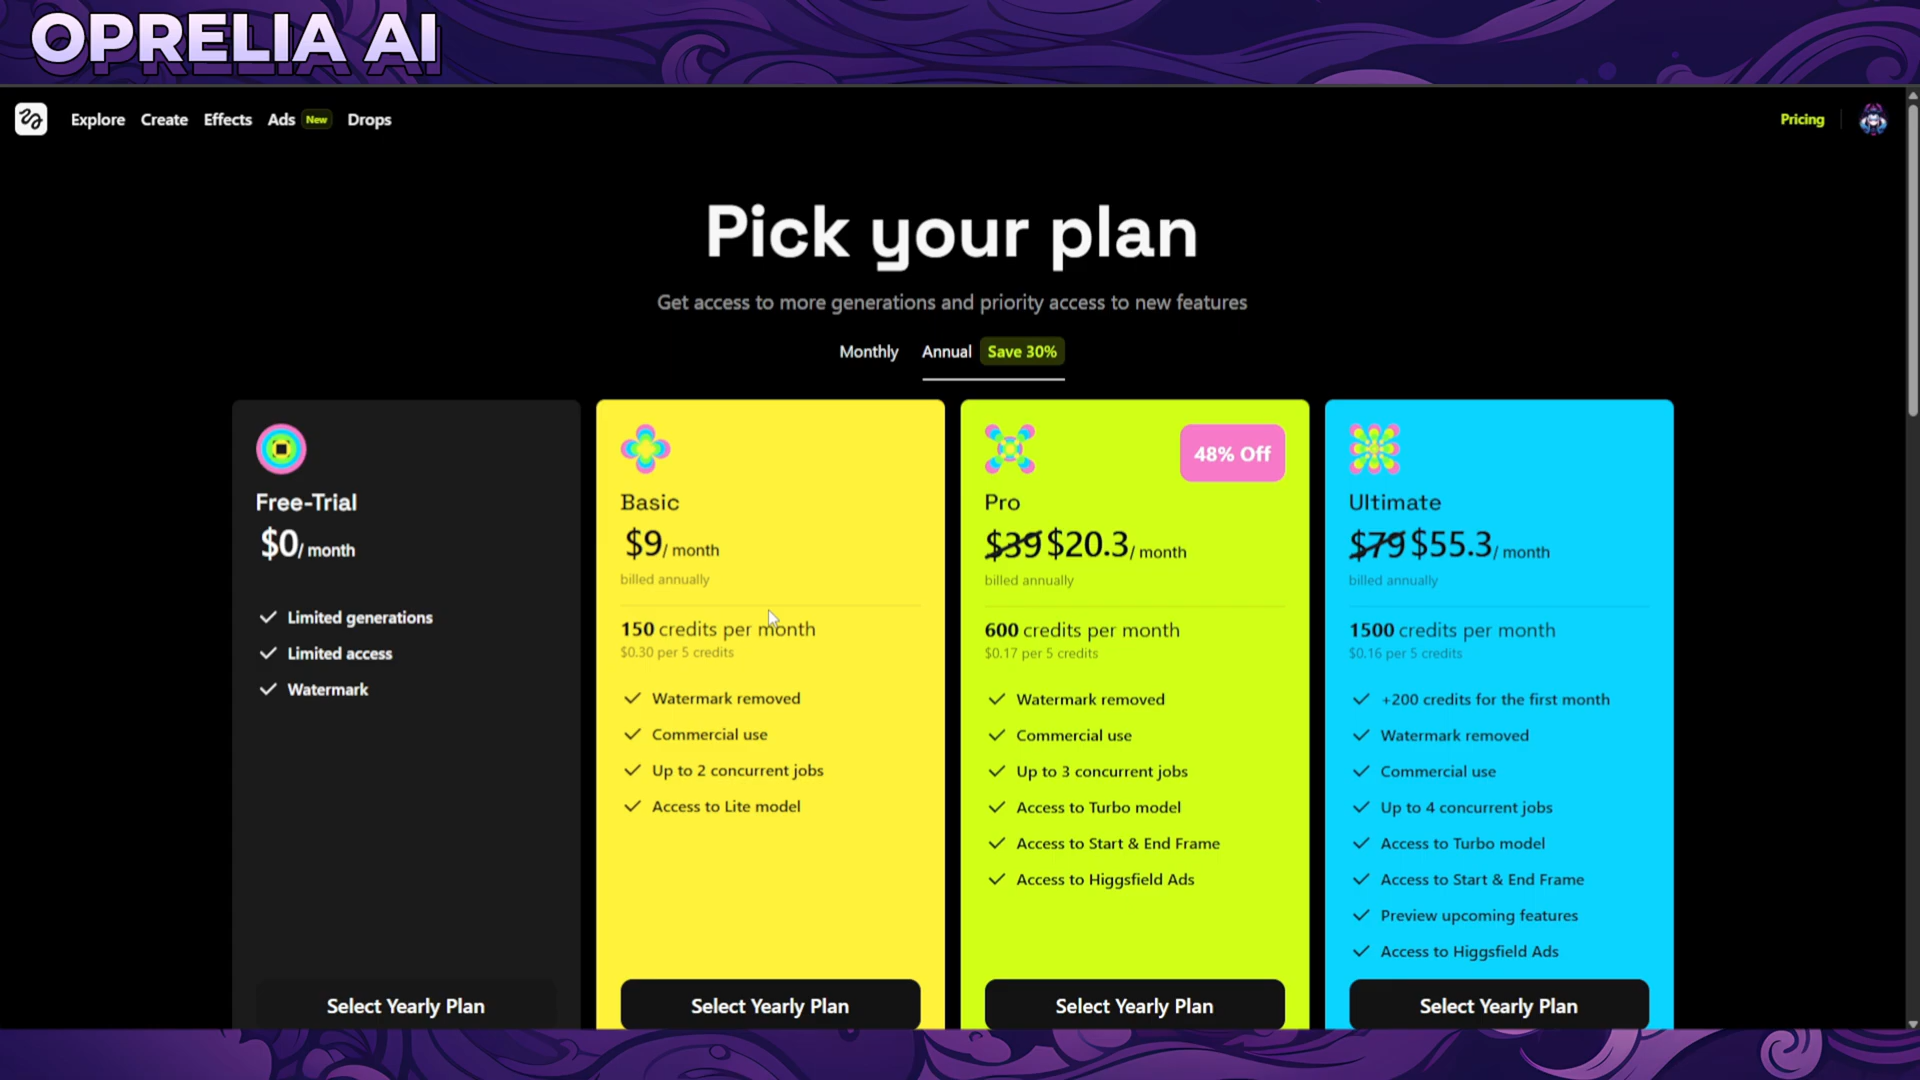 OPRELIA AI
Explore Create Effects Ads New Drops
Pricing
Pick your plan
Get access to more generations and priority access to new features
Monthly Annual Save 30%
Free-Trial
$0/ month
Limited generations
Limited access
Watermark
Select Yearly Plan
Basic
$9/ month
billed annually
150 credits per month
$0.30 per 5 credits
Watermark removed
Commercial use
Up to 2 concurrent jobs
Access to Lite model
Select Yearly Plan
48% Off
Pro
$39 $20.3/ month
billed annually
600 credits per month
$0.17 per 5 credits
Watermark removed
Commercial use
Up to 3 concurrent jobs
Access to Turbo model
Access to Start & End Frame
Access to Higgsfield Ads
Select Yearly Plan
Ultimate
$79 $55.3/ month
billed annually
1500 credits per month
$0.16 per 5 credits
+200 credits for the first month
Watermark removed
Commercial use
Up to 4 concurrent jobs
Access to Turbo model
Access to Start & End Frame
Preview upcoming features
Access to Higgsfield Ads
Select Yearly Plan